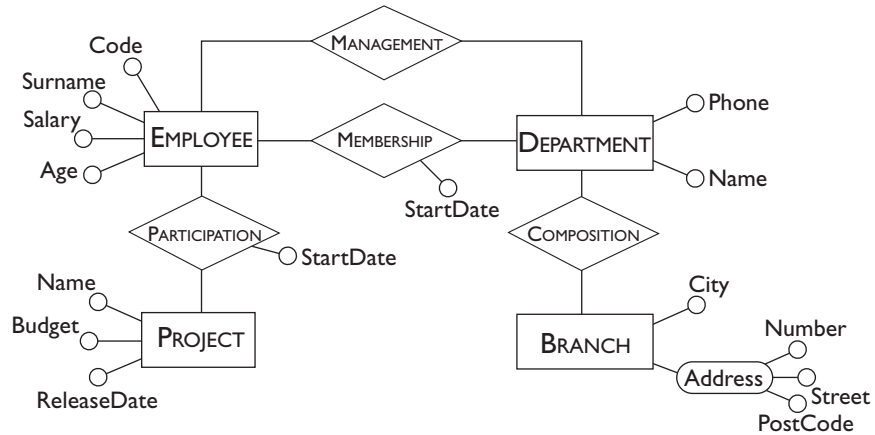 MANAGEMENT
Code
Surname
Salary
Age
EMPLOYEE
MEMBERSHIP
StartDate
DEPARTMENT
Phone
Name
PARTICIPATION
StartDate
COMPOSITION
Name
Budget
ReleaseDate
PROJECT
BRANCH
City
Address
Number
Street
PostCode